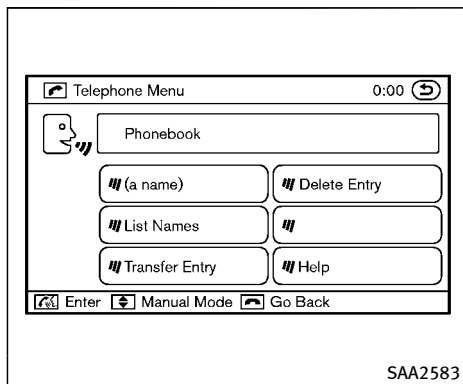 Telephone Menu 0:00
Phonebook
(a name) Delete Entry
List Names
Transfer Entry Help
Enter Manual Mode Go Back
SAA2583